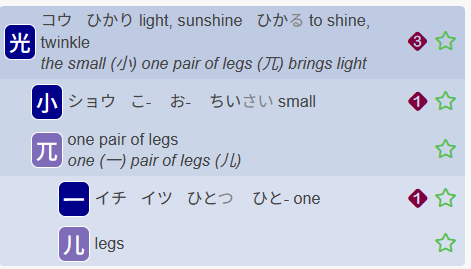 光 コウ ひかり light, sunshine ひかる to shine,
twinkle
the small (小) one pair of legs (兀) brings light
3
小 ショウ こ- お- ちいさい small
1
兀 one pair of legs
one (一) pair of legs (儿)
一 イチ イツ ひとつ ひと- one
1
儿 legs